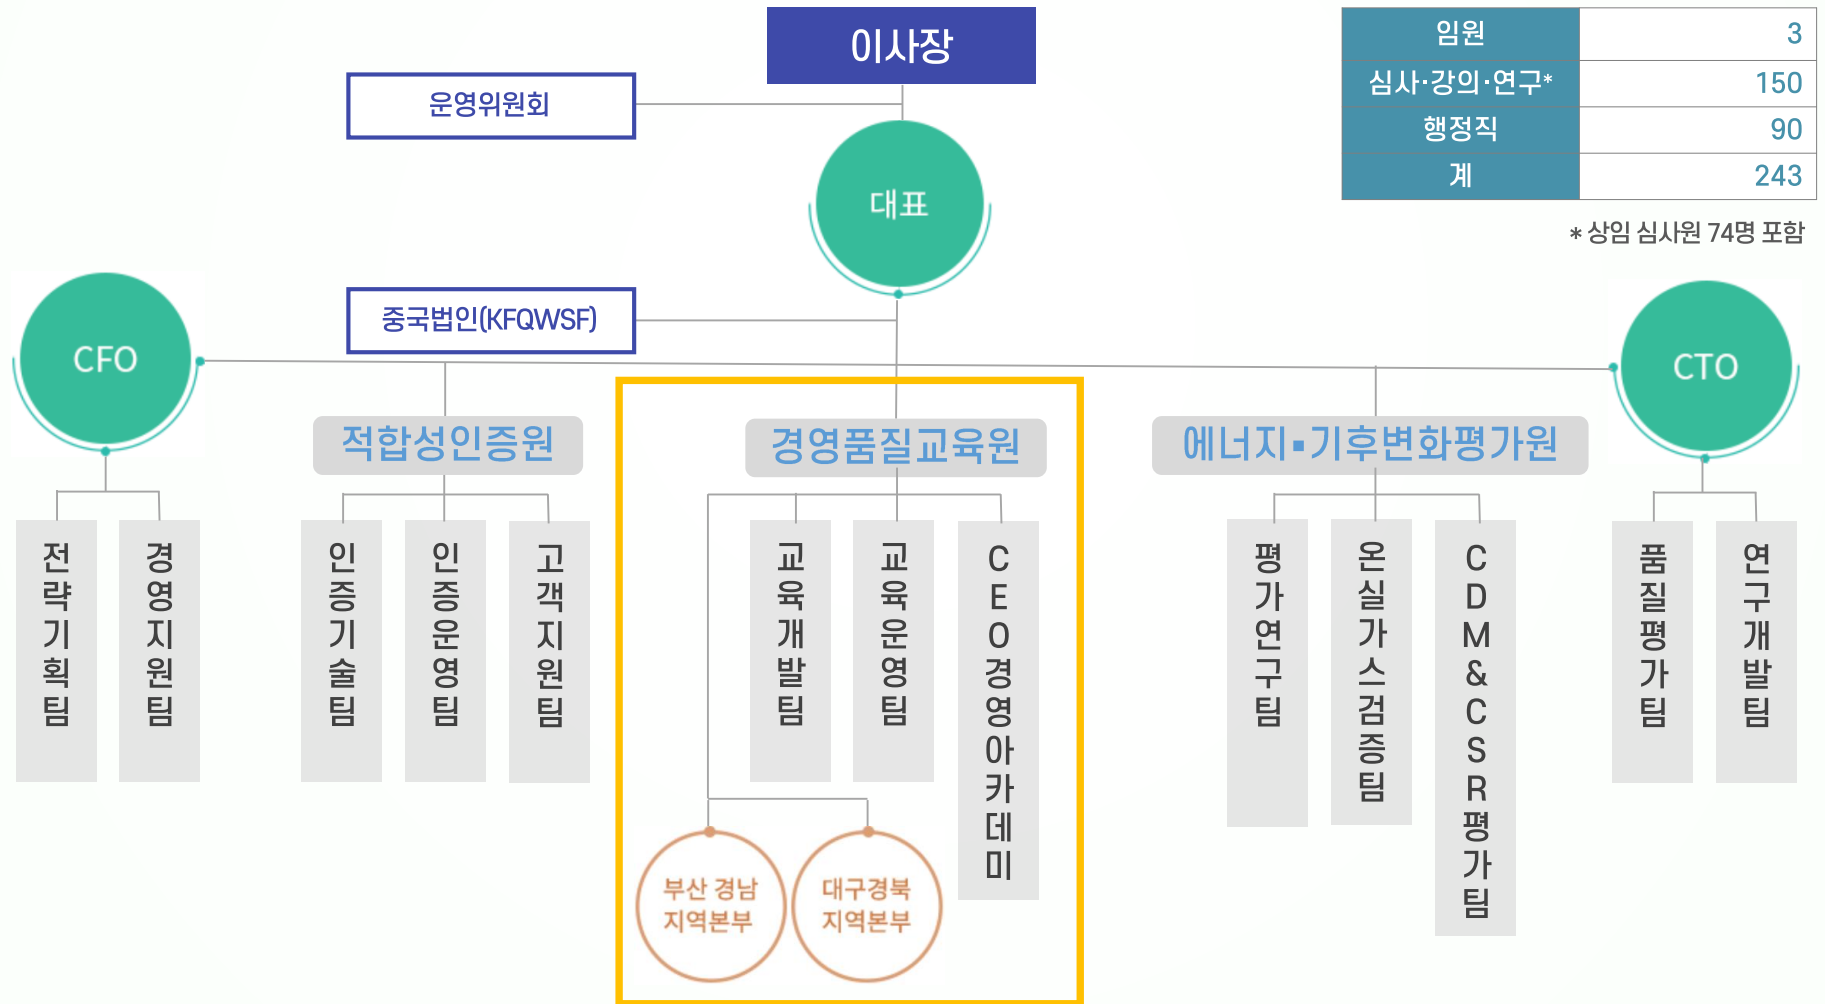 이사장
운영위원회
대표
임원 3
심사·강의·연구* 150
행정직 90
계 243
* 상임 심사원 74명 포함
중국법인(KFQWSF)
CFO
CTO
적합성인증원
경영품질교육원
에너지▪기후변화평가원
전략기획팀
경영지원팀
인증기술팀
인증운영팀
고객지원팀
교육개발팀
교육운영팀
CEO경영아카데미
평가연구팀
온실가스검증팀
CDM&CSR평가팀
품질평가팀
연구개발팀
부산 경남
지역본부
대구경북
지역본부